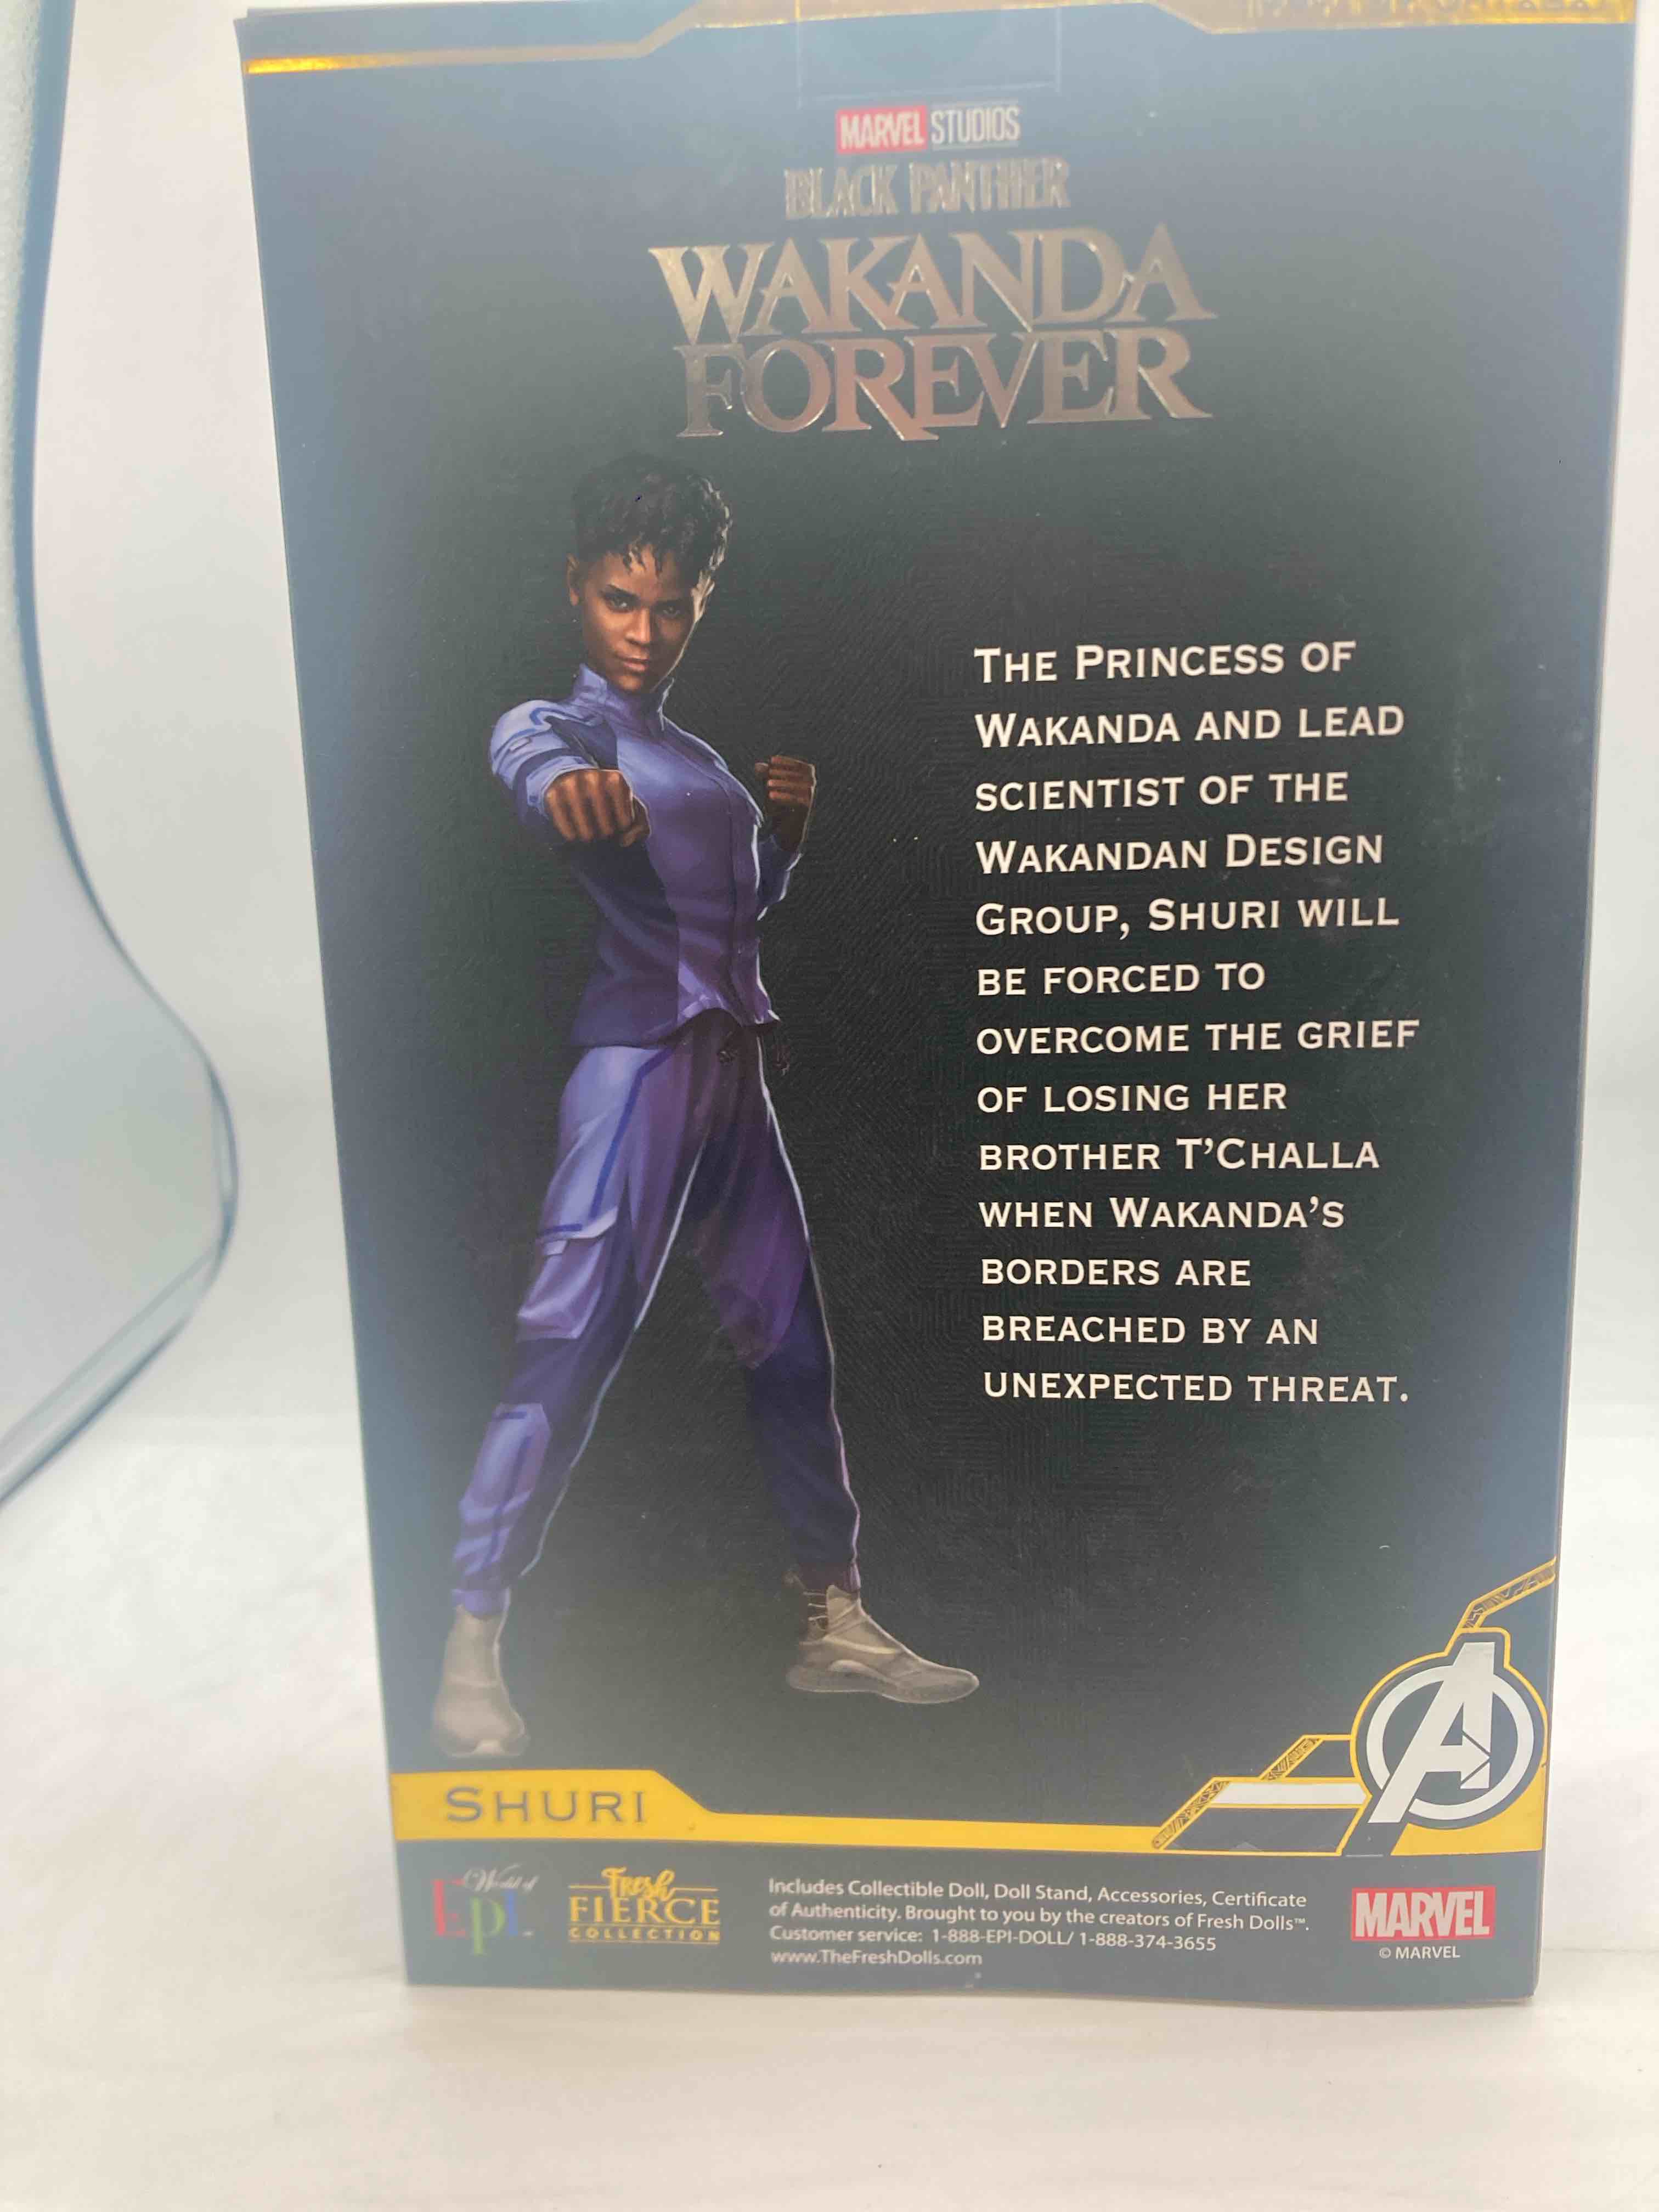 MARVEL STUDIOS
BLACK PANTHER
WAKANDA
FOREVER
THE PRINCESS OF
WAKANDA AND LEAD
SCIENTIST OF THE
WAKANDAN DESIGN
GROUP, SHURI WILL
BE FORCED TO
OVERCOME THE GRIEF
OF LOSING HER
BROTHER T'CHALLA
WHEN WAKANDA'S
BORDERS ARE
BREACHED BY AN
UNEXPECTED THREAT.
SHURI
World of
EPI
Fresh
FIERCE
COLLECTION
Includes Collectible Doll, Doll Stand, Accessories, Certificate
of Authenticity. Brought to you by the creators of Fresh Dolls™.
Customer service: 1-888-EPI-DOLL/ 1-888-374-3655
www.TheFreshDolls.com
A
MARVEL
© MARVEL